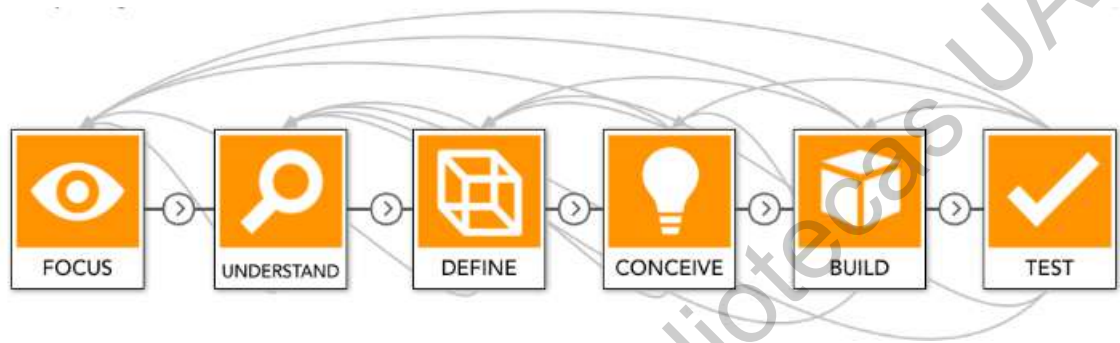 FOCUS
UNDERSTAND
DEFINE
CONCEIVE
BUILD
TEST